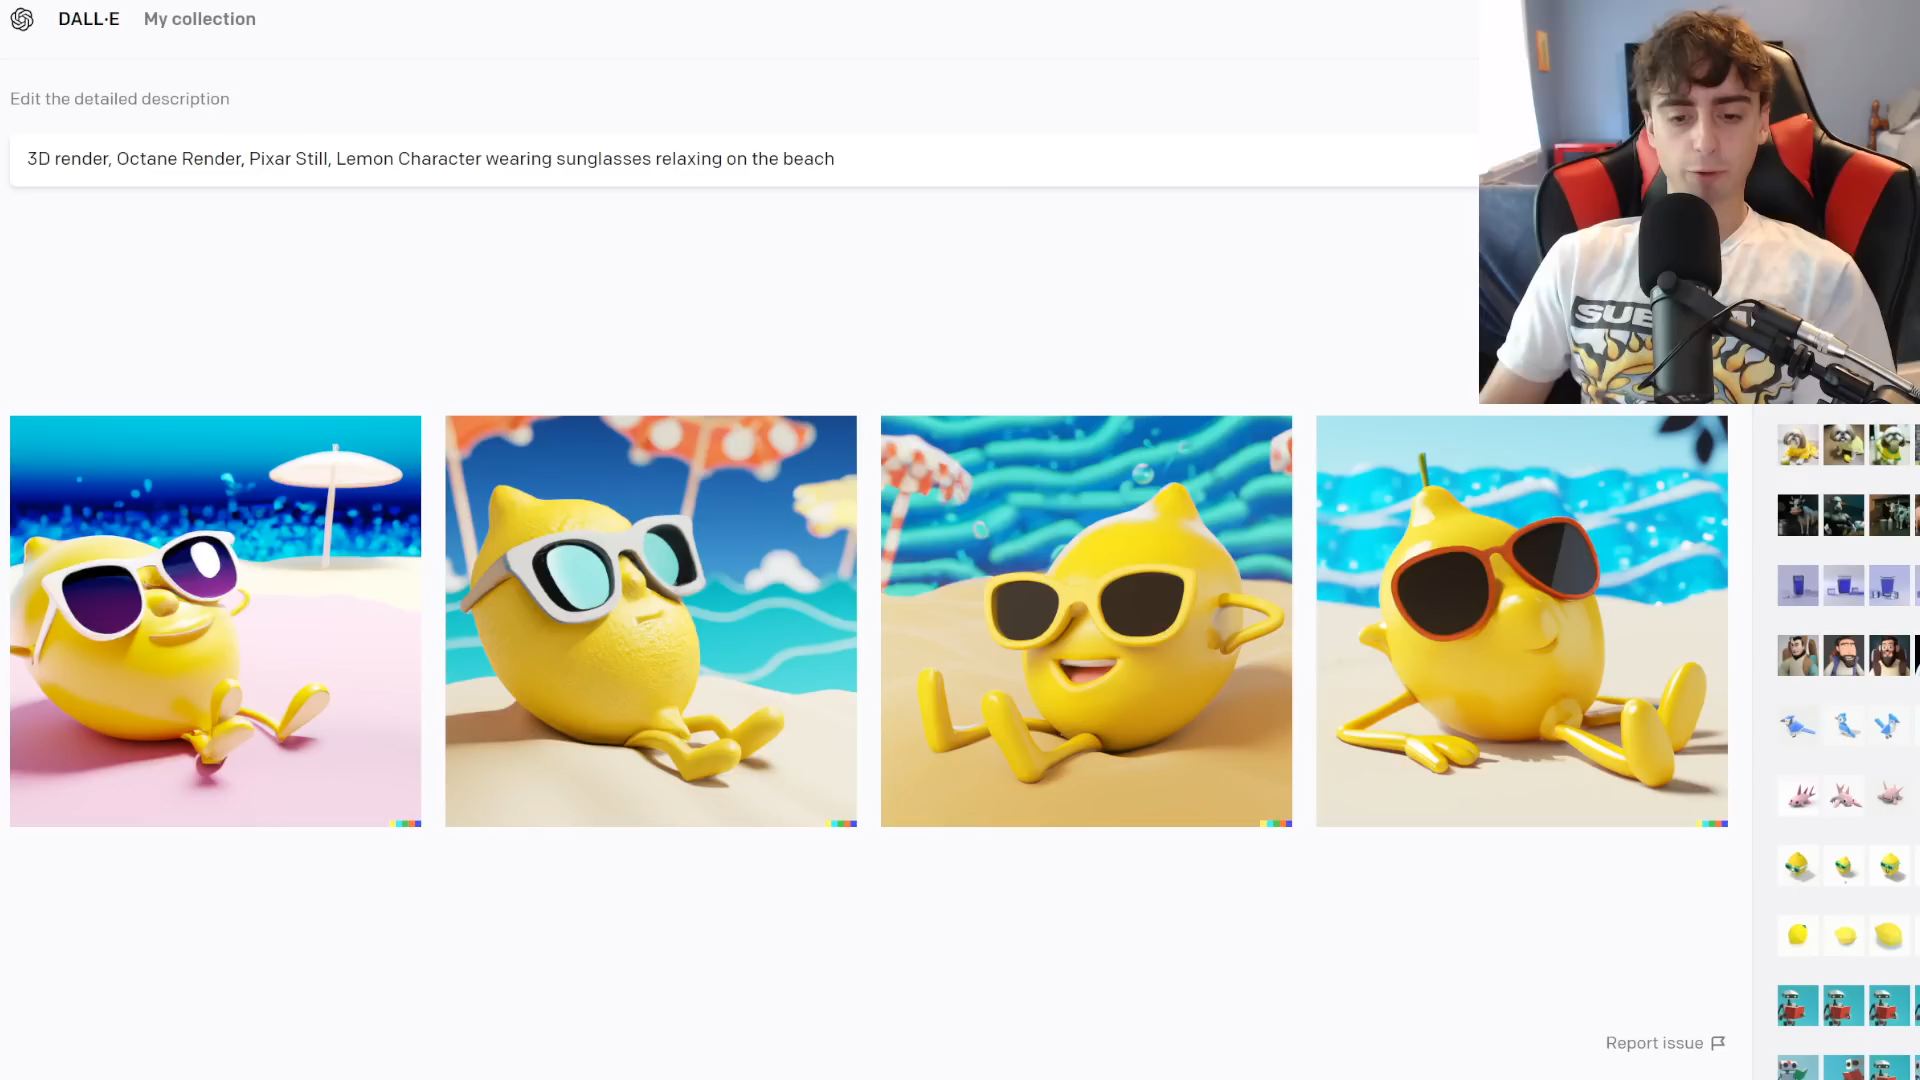 DALL·E
My collection
Edit the detailed description
3D render, Octane Render, Pixar Still, Lemon Character wearing sunglasses relaxing on the beach
SUB
Report issue